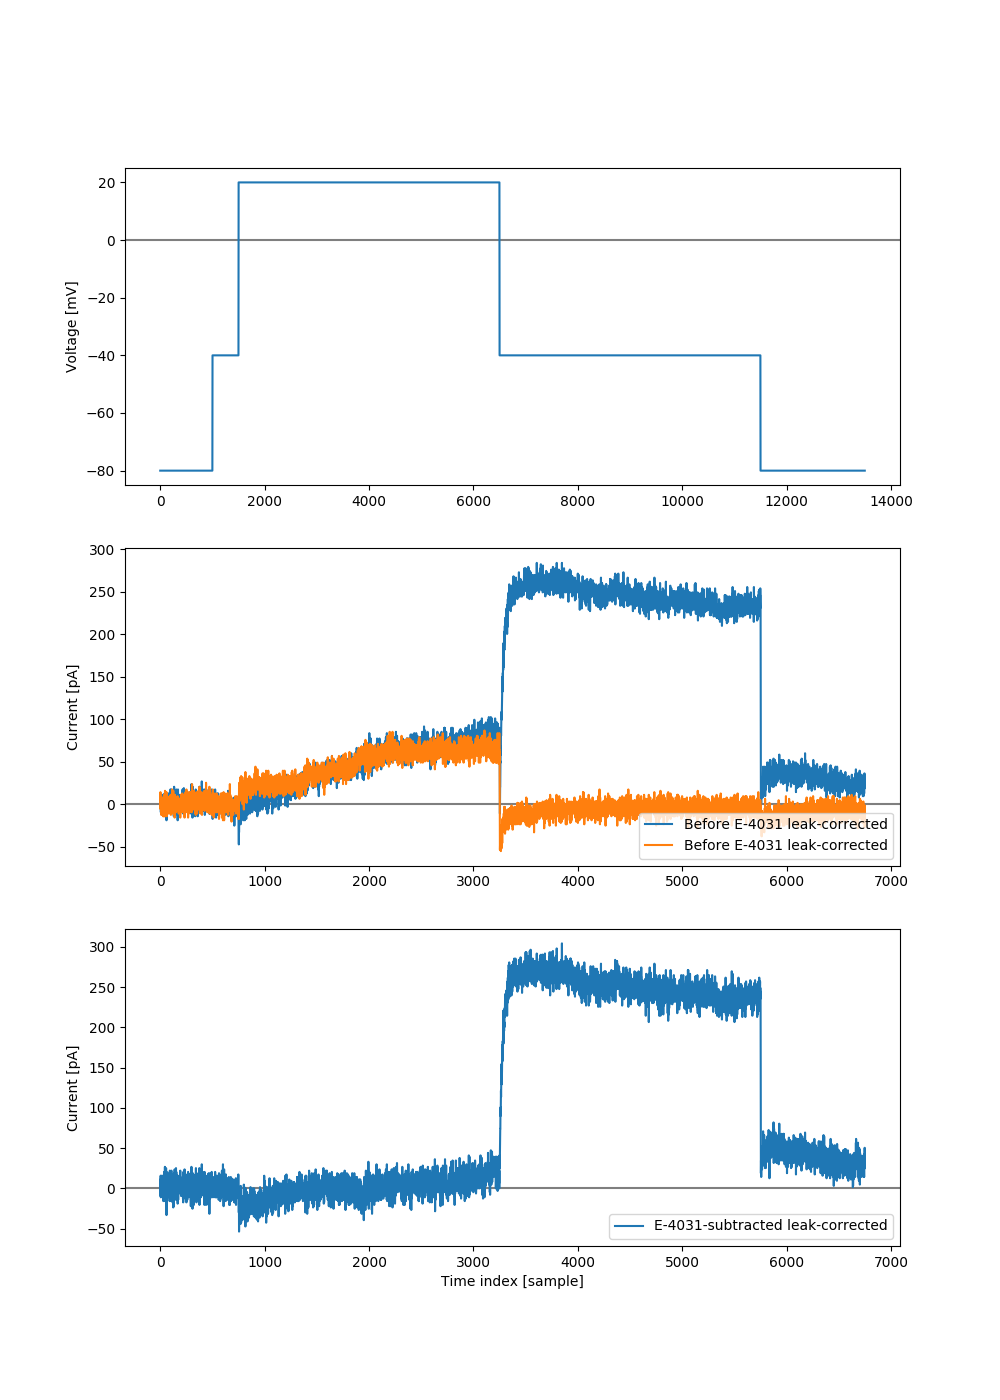 20
0
−20
−40
−60
−80
Voltage [mV]
0 2000 4000 6000 8000 10000 12000 14000
300
250
200
150
100
50
0
−50
Current [pA]
Before E-4031 leak-corrected
Before E-4031 leak-corrected
0 1000 2000 3000 4000 5000 6000 7000
300
250
200
150
100
50
0
−50
Current [pA]
E-4031-subtracted leak-corrected
0 1000 2000 3000 4000 5000 6000 7000
Time index [sample]